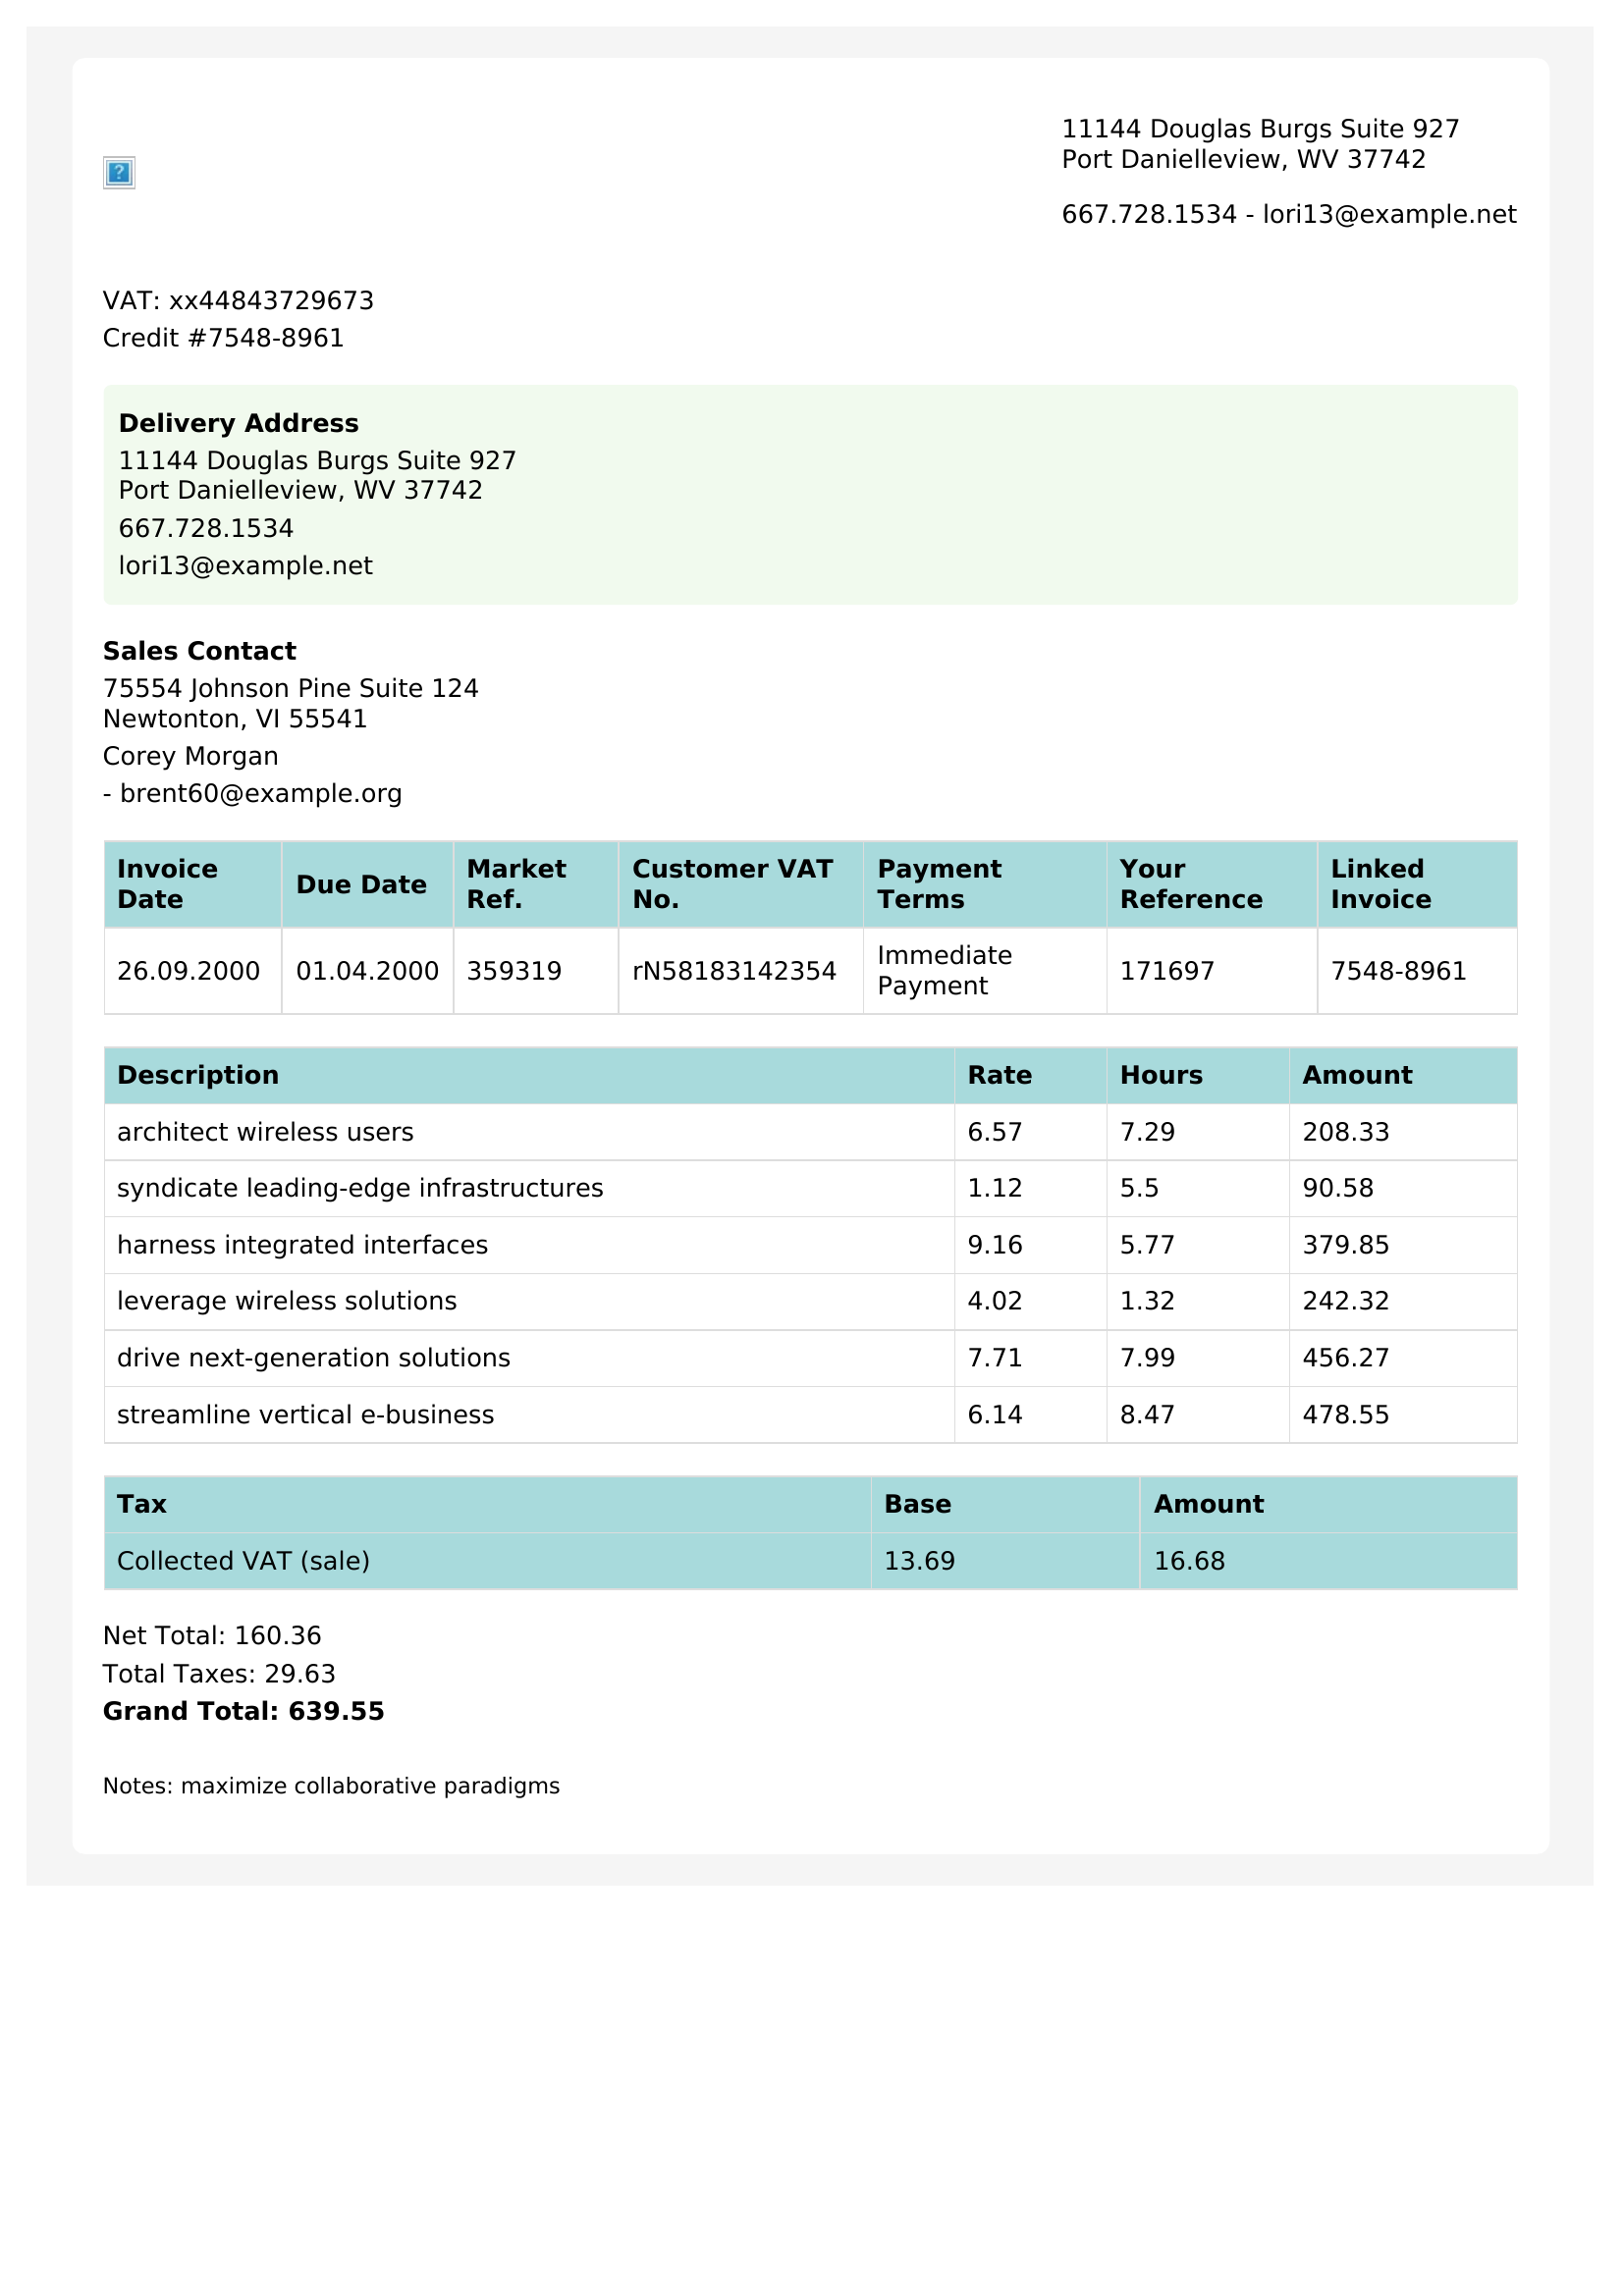 11144 Douglas Burgs Suite 927
Port Danielleview, WV 37742
667.728.1534 - lori13@example.net
VAT: xx44843729673
Credit #7548-8961
Delivery Address
11144 Douglas Burgs Suite 927
Port Danielleview, WV 37742
667.728.1534
lori13@example.net
Sales Contact
75554 Johnson Pine Suite 124
Newtonton, VI 55541
Corey Morgan
- brent60@example.org
Invoice Date Due Date Market Ref. Customer VAT No. Payment Terms Your Reference Linked Invoice
26.09.2000 01.04.2000 359319 rN58183142354 Immediate Payment 171697 7548-8961
Description Rate Hours Amount
architect wireless users 6.57 7.29 208.33
syndicate leading-edge infrastructures 1.12 5.5 90.58
harness integrated interfaces 9.16 5.77 379.85
leverage wireless solutions 4.02 1.32 242.32
drive next-generation solutions 7.71 7.99 456.27
streamline vertical e-business 6.14 8.47 478.55
Tax Base Amount
Collected VAT (sale) 13.69 16.68
Net Total: 160.36
Total Taxes: 29.63
Grand Total: 639.55
Notes: maximize collaborative paradigms